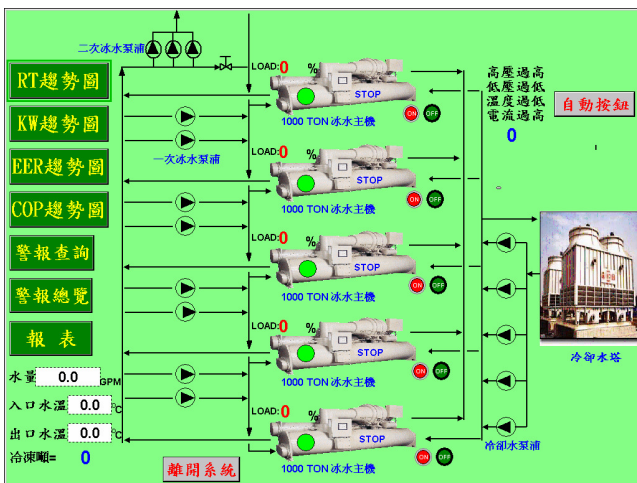 二次冰水泵浦
RT趨勢圖
KW趨勢圖
EER趨勢圖
COP趨勢圖
警報查詢
警報總覽
報 表
水量 0.0 GPM
入口水溫 0.0 °C
出口水溫 0.0 °C
冷凍噸= 0
一次冰水泵浦
LOAD:0 %
STOP
ON OFF
1000 TON 冰水主機
LOAD:0 %
STOP
ON OFF
1000 TON 冰水主機
LOAD:0 %
STOP
ON OFF
1000 TON 冰水主機
LOAD:0 %
STOP
ON OFF
1000 TON 冰水主機
LOAD:0 %
STOP
ON OFF
1000 TON 冰水主機
離開系統
高壓過高
低壓過低
溫度過低
電流過高
0
自動按鈕
冷卻水塔
冷卻水泵浦